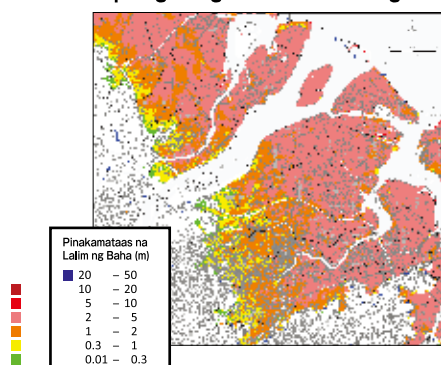 Pinakamataas na
Lalim ng Baha (m)
20 – 50
10 – 20
5 – 10
2 – 5
1 – 2
0.3 – 1
0.01 – 0.3